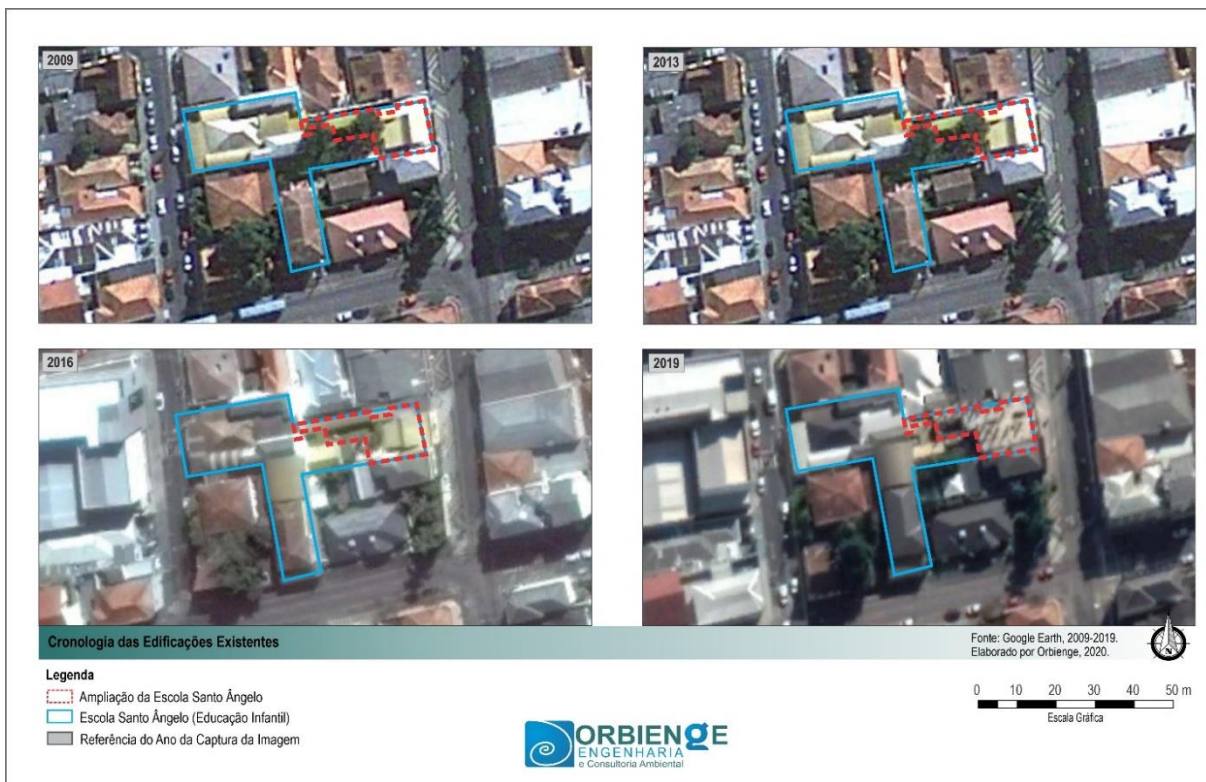 2009
2013
2016
2019
Cronologia das Edificações Existentes
Fonte: Google Earth, 2009-2019.
Elaborado por Orbienge, 2020.
N
Legenda
Ampliação da Escola Santo Ângelo
Escola Santo Ângelo (Educação Infantil)
Referência do Ano da Captura da Imagem
0 10 20 30 40 50 m
Escala Gráfica
ORBIENGE
ENGENHARIA
e Consultoria Ambiental